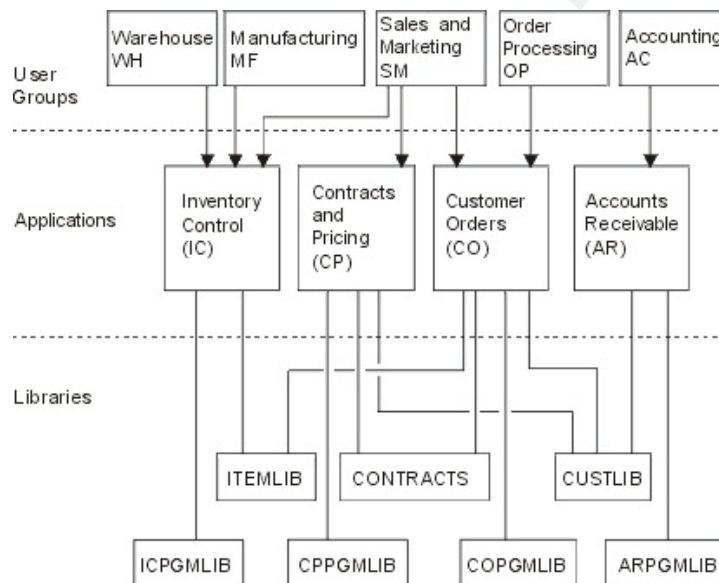 Warehouse
WH
Manufacturing
MF
Sales and
Marketing
SM
Order
Processing
OP
Accounting
AC
User
Groups
Applications
Inventory
Control
(IC)
Contracts
and
Pricing
(CP)
Customer
Orders
(CO)
Accounts
Receivable
(AR)
Libraries
ITEMLIB
CONTRACTS
CUSTLIB
ICPGMLIB
CPPGMLIB
COPGMLIB
ARPGMLIB